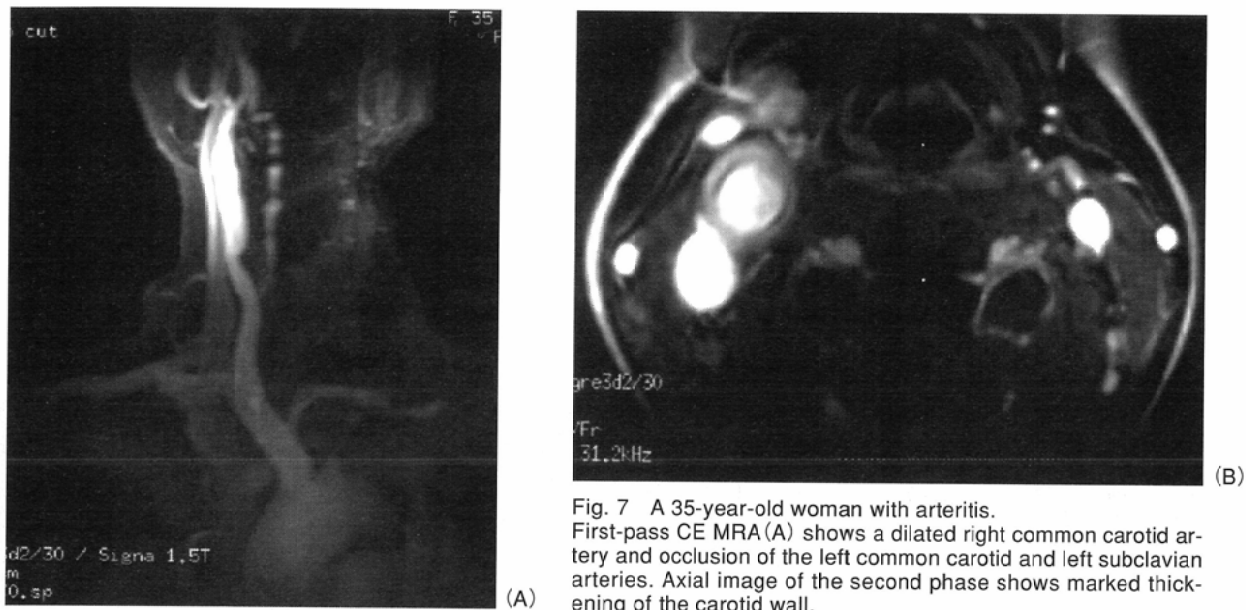 cut
F 35
d2/30 / Signa 1.5T
m
0.sp
(A)
gre3d2/30
/Fr
31.2kHz
(B)
Fig. 7 A 35-year-old woman with arteritis.
First-pass CE MRA(A) shows a dilated right common carotid ar-
tery and occlusion of the left common carotid and left subclavian
arteries. Axial image of the second phase shows marked thick-
ening of the carotid wall.